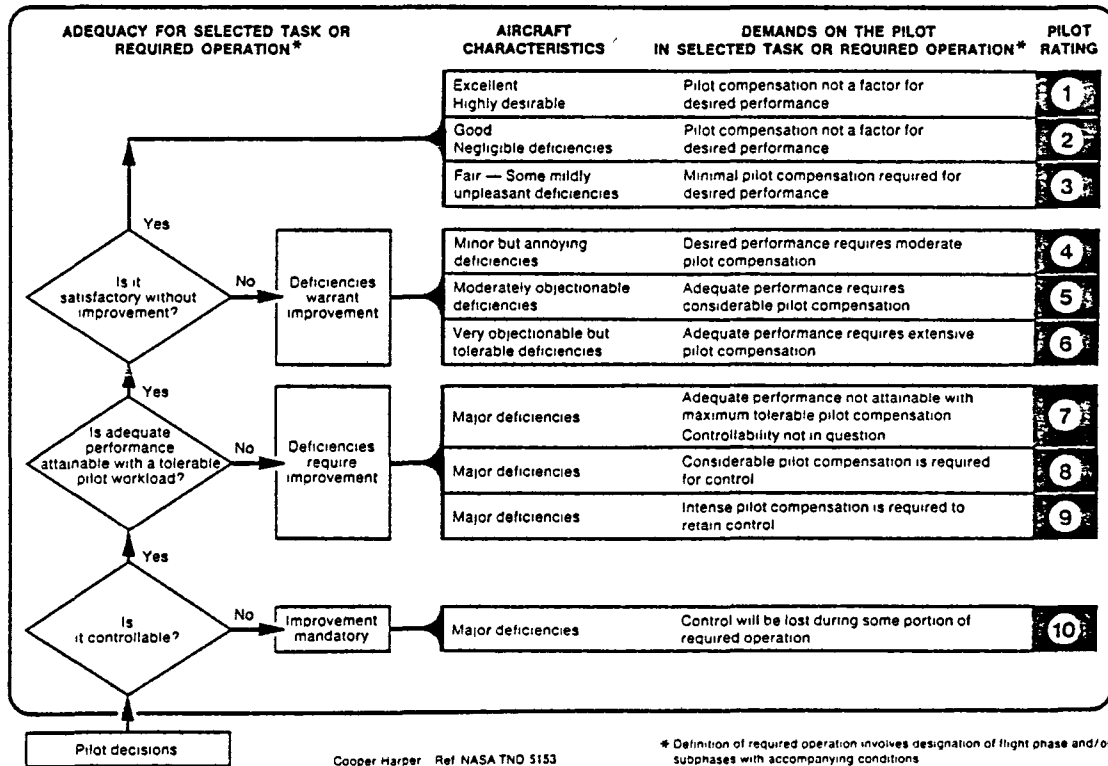 ADEQUACY FOR SELECTED TASK OR
REQUIRED OPERATION*
AIRCRAFT
CHARACTERISTICS
DEMANDS ON THE PILOT
IN SELECTED TASK OR REQUIRED OPERATION*
PILOT
RATING
Excellent
Highly desirable
Pilot compensation not a factor for
desired performance
1
Good
Negligible deficiencies
Pilot compensation not a factor for
desired performance
2
Fair — Some mildly
unpleasant deficiencies
Minimal pilot compensation required for
desired performance
3
Yes
Is it
satisfactory without
improvement?
No
Deficiencies
warrant
improvement
Minor but annoying
deficiencies
Desired performance requires moderate
pilot compensation
4
Moderately objectionable
deficiencies
Adequate performance requires
considerable pilot compensation
5
Very objectionable but
tolerable deficiencies
Adequate performance requires extensive
pilot compensation
6
Yes
Is adequate
performance
attainable with a tolerable
pilot workload?
No
Deficiencies
require
improvement
Major deficiencies
Adequate performance not attainable with
maximum tolerable pilot compensation
Controllability not in question
7
Major deficiencies
Considerable pilot compensation is required
for control
8
Major deficiencies
Intense pilot compensation is required to
retain control
9
Yes
Is
it controllable?
No
Improvement
mandatory
Major deficiencies
Control will be lost during some portion of
required operation
10
Pilot decisions
Cooper Harper Ref NASA TND 5153
* Definition of required operation involves designation of flight phase and/o
subphases with accompanying conditions